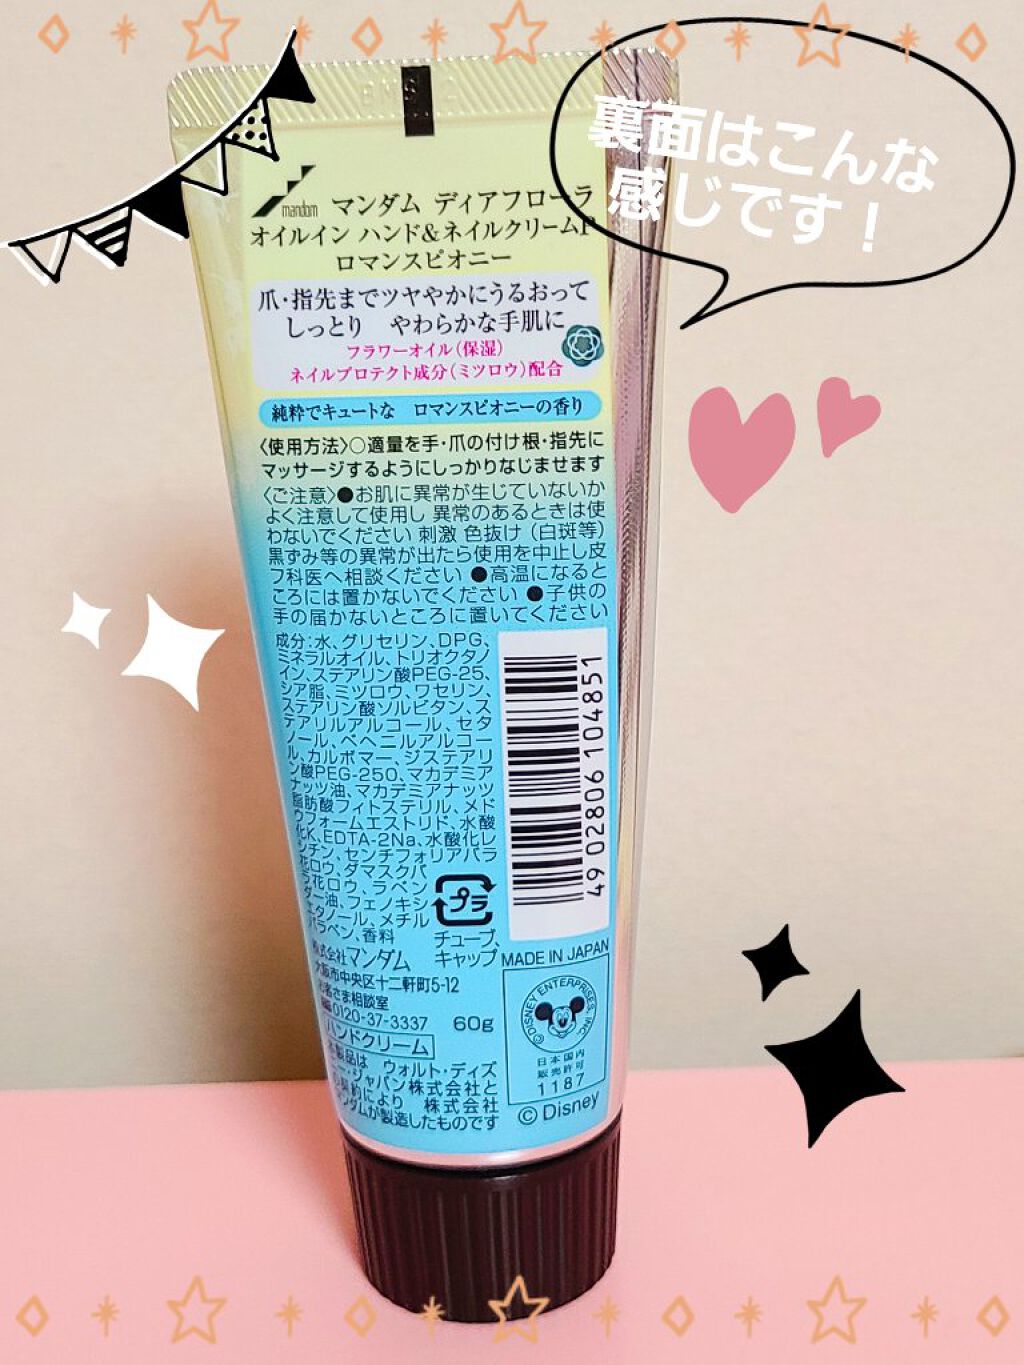 裏面はこんな
感じです！
mandom マンダム ディアフローラ
オイルイン ハンド&ネイルクリームP
ロマンスピオニー
爪・指先までツヤやかにうるおって
しっとり やわらかな手肌に
フラワーオイル(保湿)
ネイルプロテクト成分(ミツロウ)配合
純粋でキュートな ロマンスピオニーの香り
〈使用方法〉○適量を手・爪の付け根・指先に
マッサージするようにしっかりなじませます
〈ご注意〉●お肌に異常が生じていないか
よく注意して使用し 異常のあるときは使
わないでください 刺激 色抜け(白斑等)
黒ずみ等の異常が出たら使用を中止し皮
フ科医へ相談ください ●高温になると
ころには置かないでください ●子供の
手の届かないところに置いてください
成分：水、グリセリン、DPG、
ミネラルオイル、トリオクタノ
イン、ステアリン酸PEG-25、
シア脂、ミツロウ、ワセリン、
ステアリン酸ソルビタン、ス
テアリルアルコール、セタ
ノール、ベヘニルアルコー
ル、カルボマー、ジステアリ
ン酸PEG-250、マカデミア
ナッツ油、マカデミアナッツ
脂肪酸フィトステリル、メド
ウフォームエストリド、水酸
化K、EDTA-2Na、水酸化レ
シチン、センチフォリアバラ
花ロウ、ダマスクバ
ラ花ロウ、ラベン
ダー油、フェノキシ
エタノール、メチル
パラベン、香料
49 02806 104851
プラ
チューブ、
キャップ
MADE IN JAPAN
株式会社マンダム
大阪市中央区十二軒町5-12
お客さま相談室
0120-37-3337 60g
ハンドクリーム
本製品は ウォルト・ディズ
ニー・ジャパン株式会社と
の契約により 株式会社
マンダムが製造したものです
©DISNEY ENTERPRISES, INC.
日本国内
販売許可
1187
© Disney